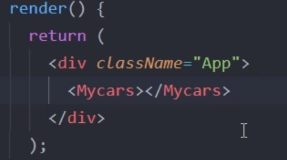 render() {
return (
<div className="App">
<Mycars></Mycars>
</div>
);